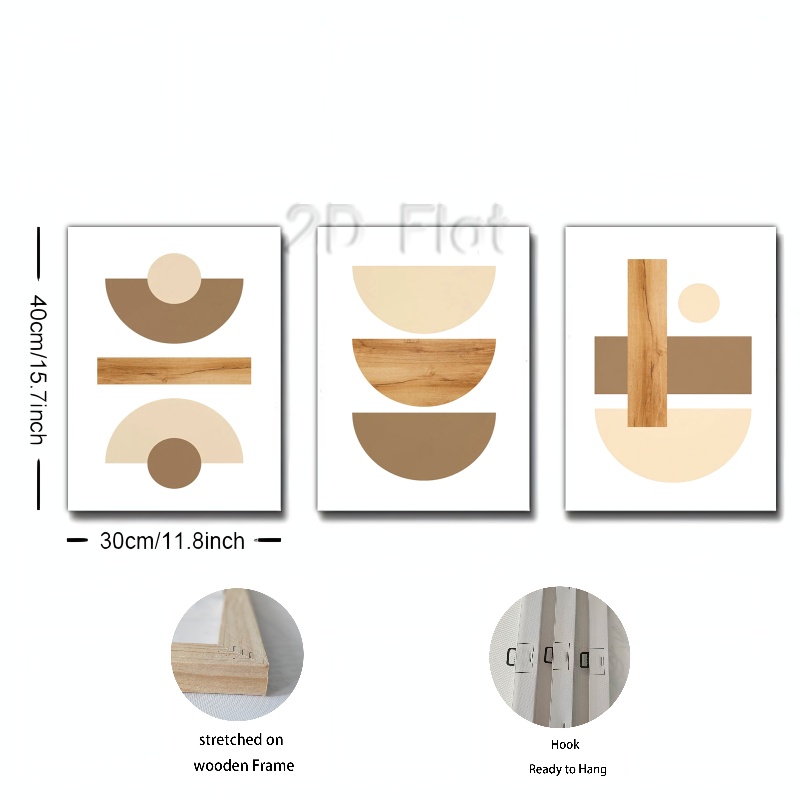 2D Flat
40cm/15.7inch
30cm/11.8inch
stretched on
wooden Frame
Hook
Ready to Hang